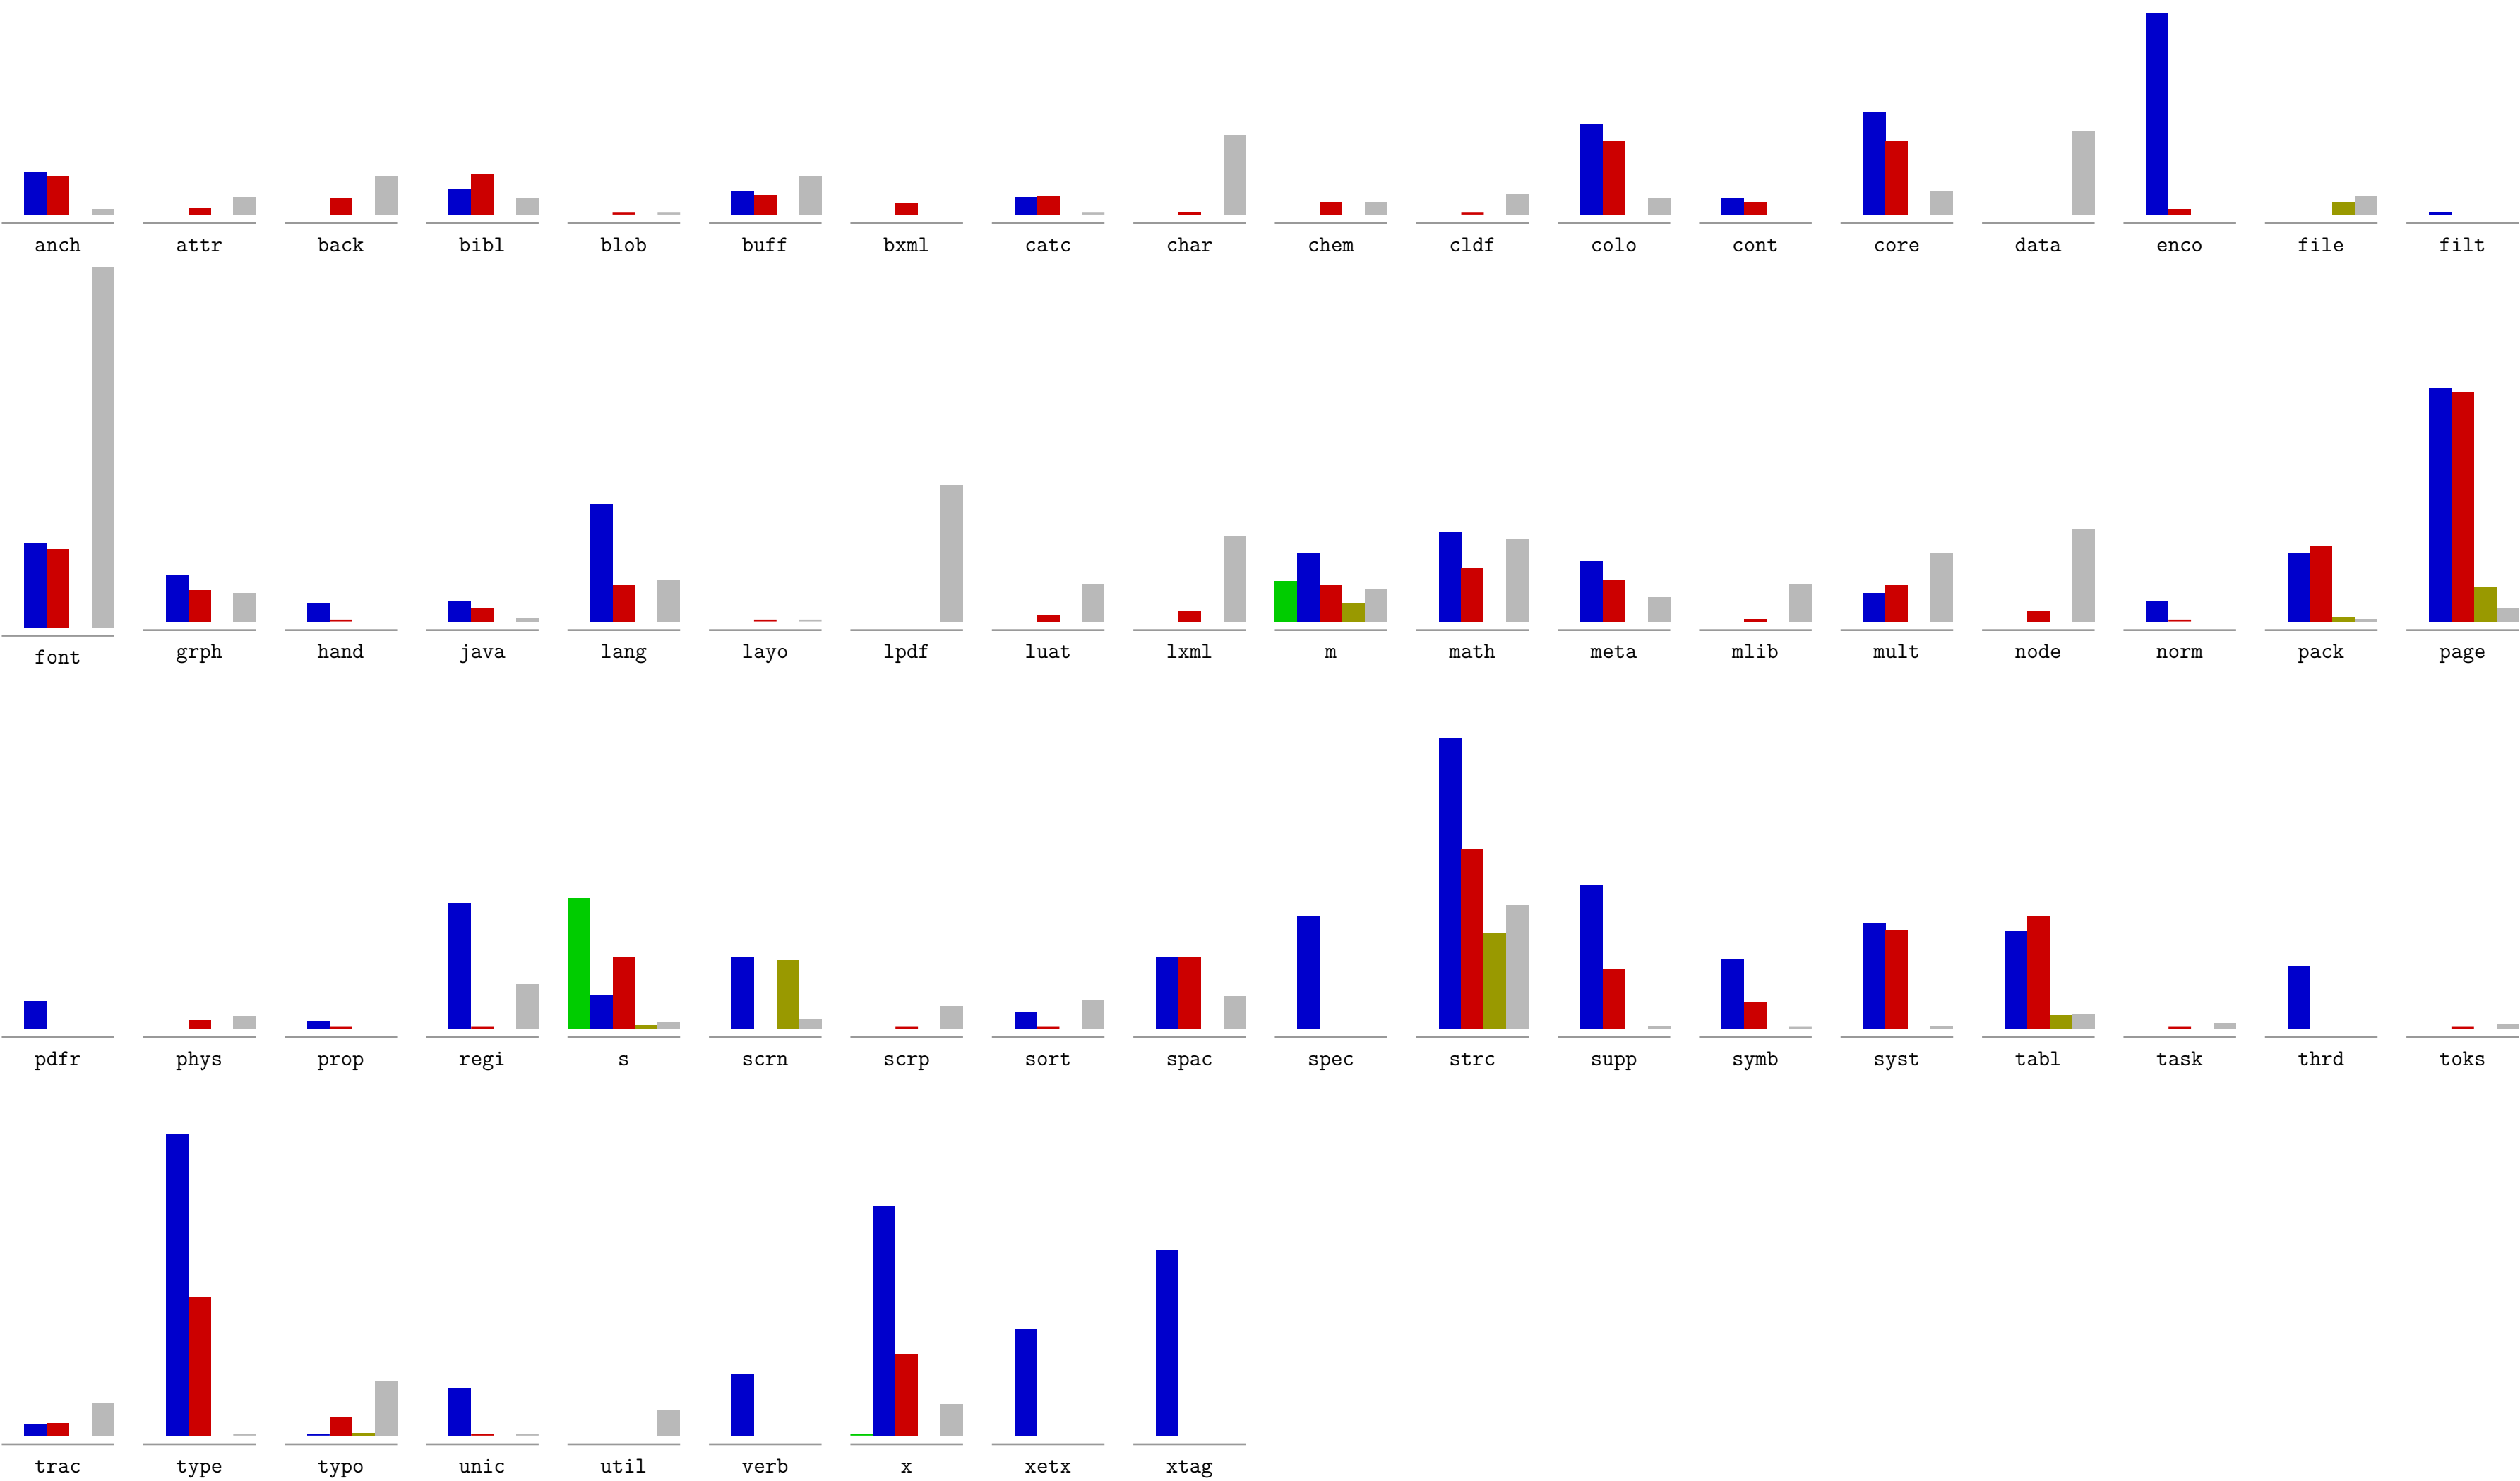 anch attr back bibl blob buff bxml catc char chem cldf colo cont core data enco file filt
font grph hand java lang layo lpdf luat lxml m math meta mlib mult node norm pack page
pdfr phys prop regi s scrn scrp sort spac spec strc supp symb syst tabl task thrd toks
trac type typo unic util verb x xetx xtag